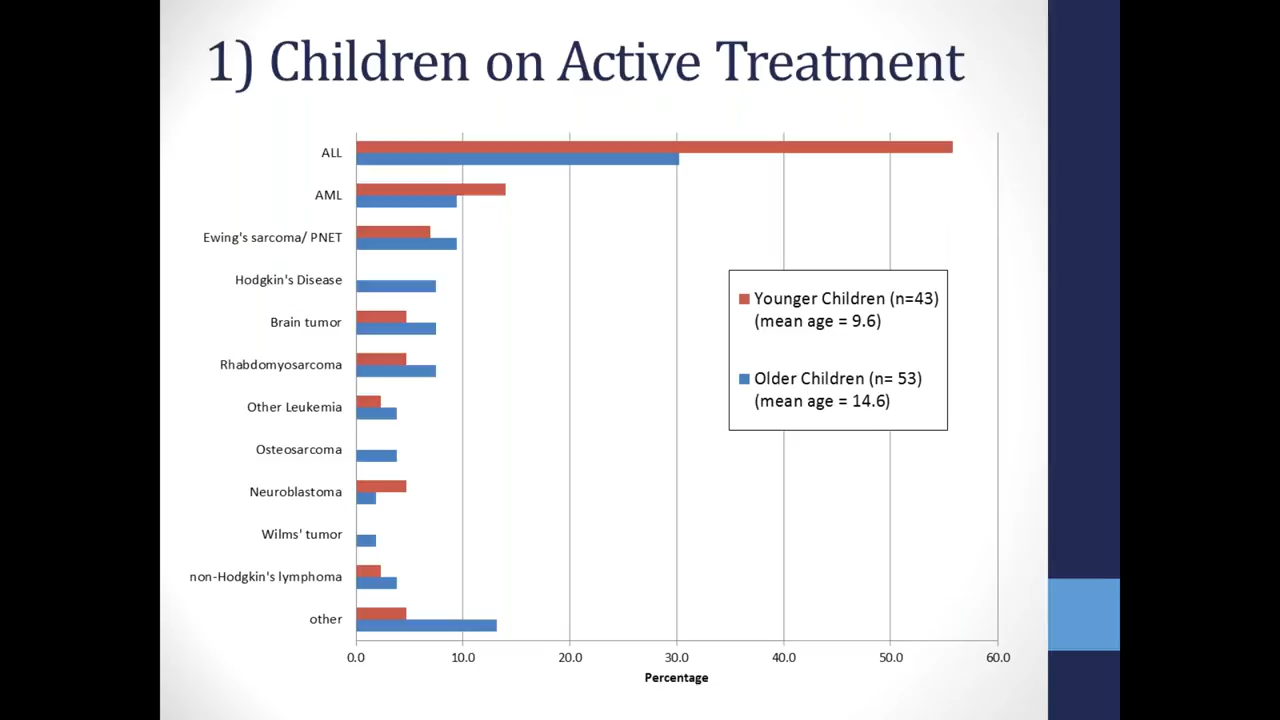 1) Children on Active Treatment
ALL
AML
Ewing's sarcoma/ PNET
Hodgkin's Disease
Brain tumor
Rhabdomyosarcoma
Other Leukemia
Osteosarcoma
Neuroblastoma
Wilms' tumor
non-Hodgkin's lymphoma
other
Younger Children (n=43)
(mean age = 9.6)
Older Children (n= 53)
(mean age = 14.6)
0.0 10.0 20.0 30.0 40.0 50.0 60.0
Percentage